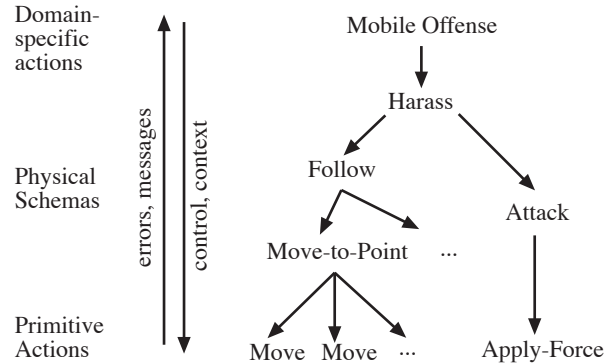 Domain-
specific
actions
Mobile Offense
Harass
errors, messages
control, context
Physical
Schemas
Follow
Attack
Move-to-Point
...
Primitive
Actions
Move
Move
...
Apply-Force